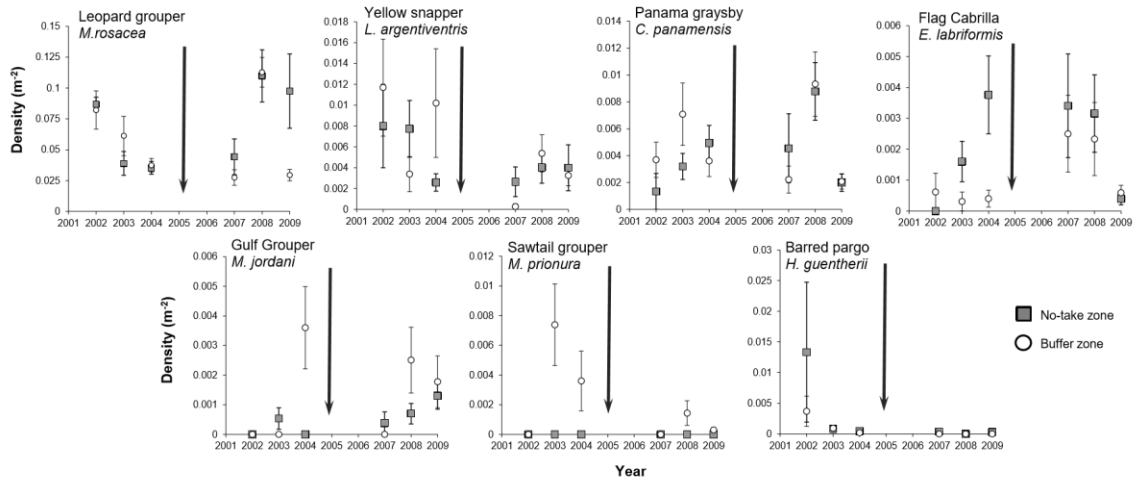 Leopard grouper
M.rosacea
Density (m-2)
0.15
0.125
0.1
0.075
0.05
0.025
0
2001 2002 2003 2004 2005 2006 2007 2008 2009
Yellow snapper
L. argentiventris
0.018
0.016
0.014
0.012
0.01
0.008
0.006
0.004
0.002
0
2001 2002 2003 2004 2005 2006 2007 2008 2009
Panama graysby
C. panamensis
0.014
0.012
0.01
0.008
0.006
0.004
0.002
0
2001 2002 2003 2004 2005 2006 2007 2008 2009
Flag Cabrilla
E. labriformis
0.006
0.005
0.004
0.003
0.002
0.001
0
2001 2002 2003 2004 2005 2006 2007 2008 2009
Gulf Grouper
M. jordani
Density (m-2)
0.006
0.005
0.004
0.003
0.002
0.001
0
2001 2002 2003 2004 2005 2006 2007 2008 2009
Sawtail grouper
M. prionura
0.012
0.01
0.008
0.006
0.004
0.002
0
2001 2002 2003 2004 2005 2006 2007 2008 2009
Barred pargo
H. guentherii
0.03
0.025
0.02
0.015
0.01
0.005
0
2001 2002 2003 2004 2005 2006 2007 2008 2009
No-take zone
Buffer zone
Year